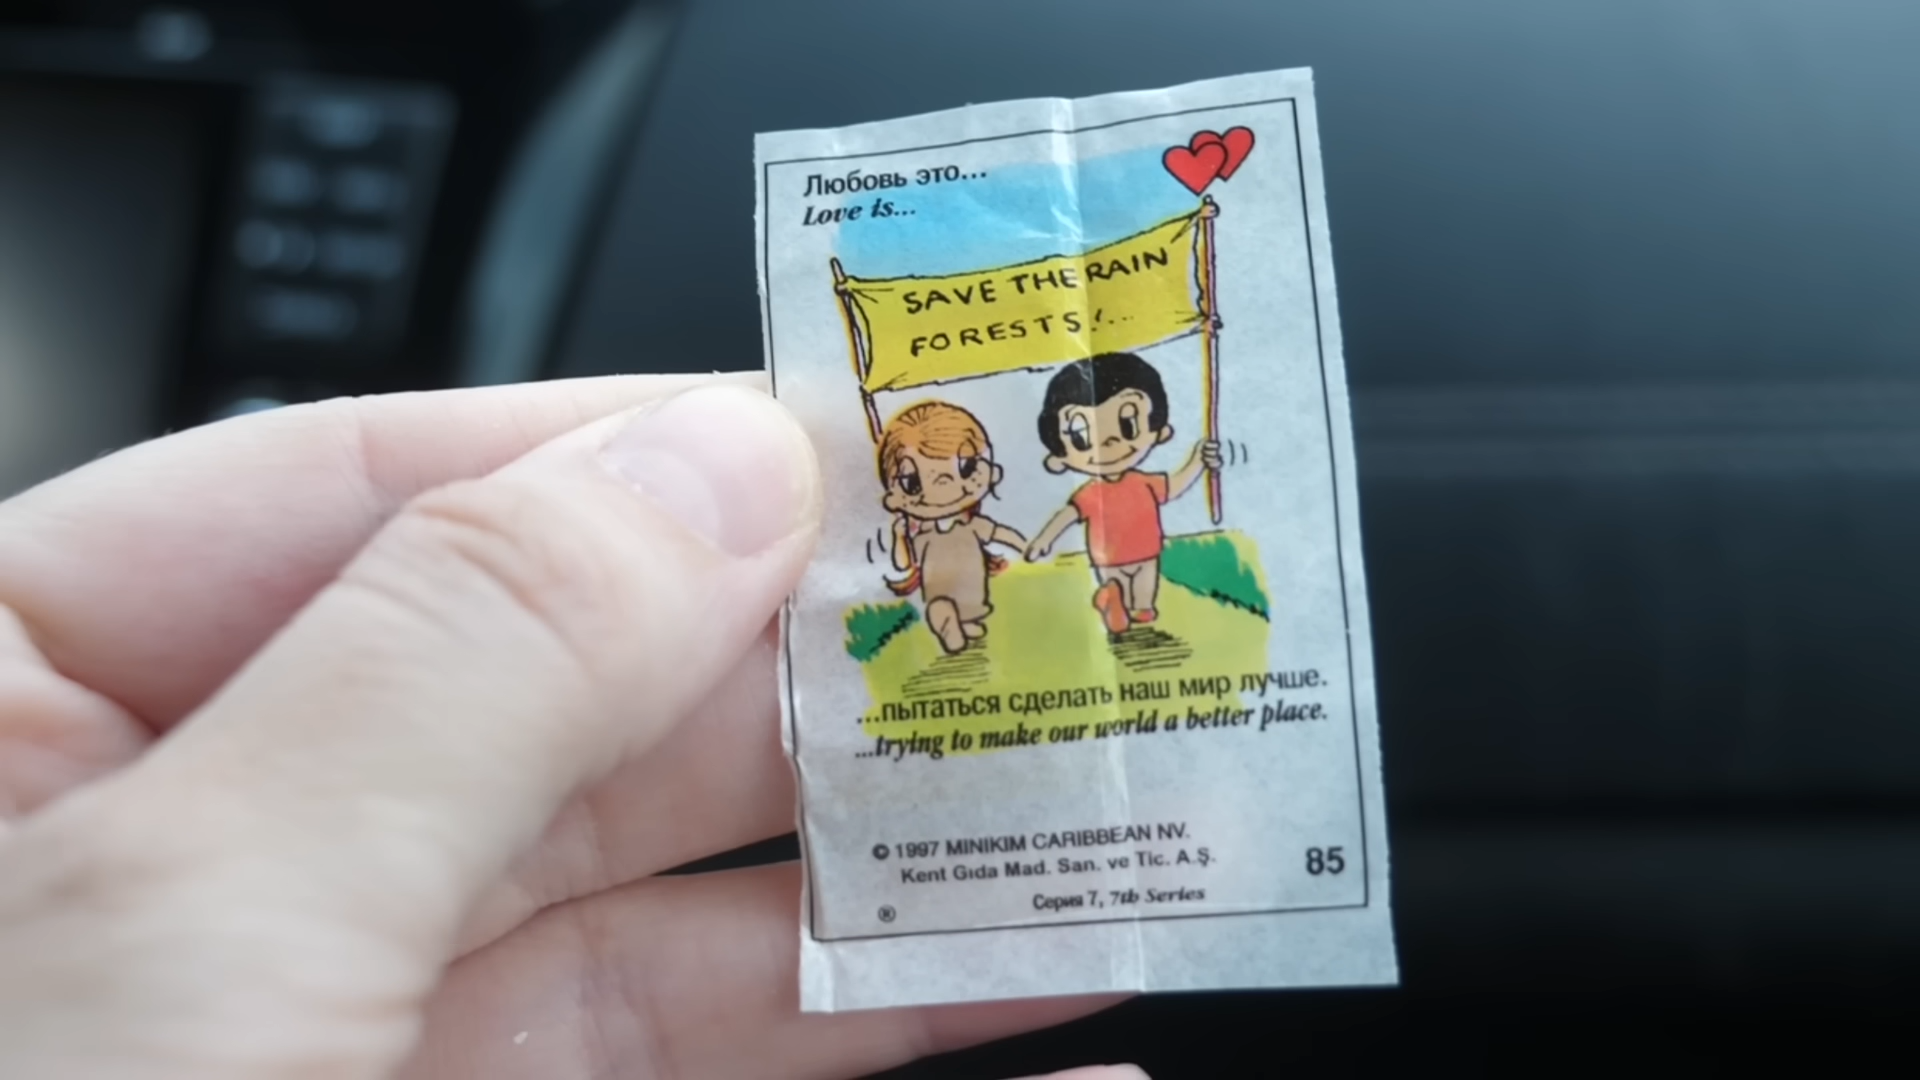 Любовь это...
Love is...
SAVE THE RAIN
FORESTS!...
...пытаться сделать наш мир лучше.
...trying to make our world a better place.
© 1997 MINIKIM CARIBBEAN NV.
Kent Gıda Mad. San. ve Tic. A.Ş.
85
Серия 7, 7th Series
®